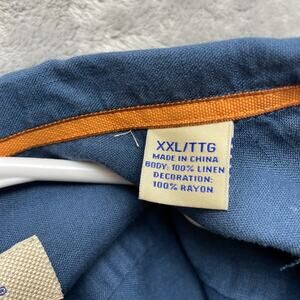 XXL/TTG
MADE IN CHINA
BODY: 100% LINEN
DECORATION:
100% RAYON
®